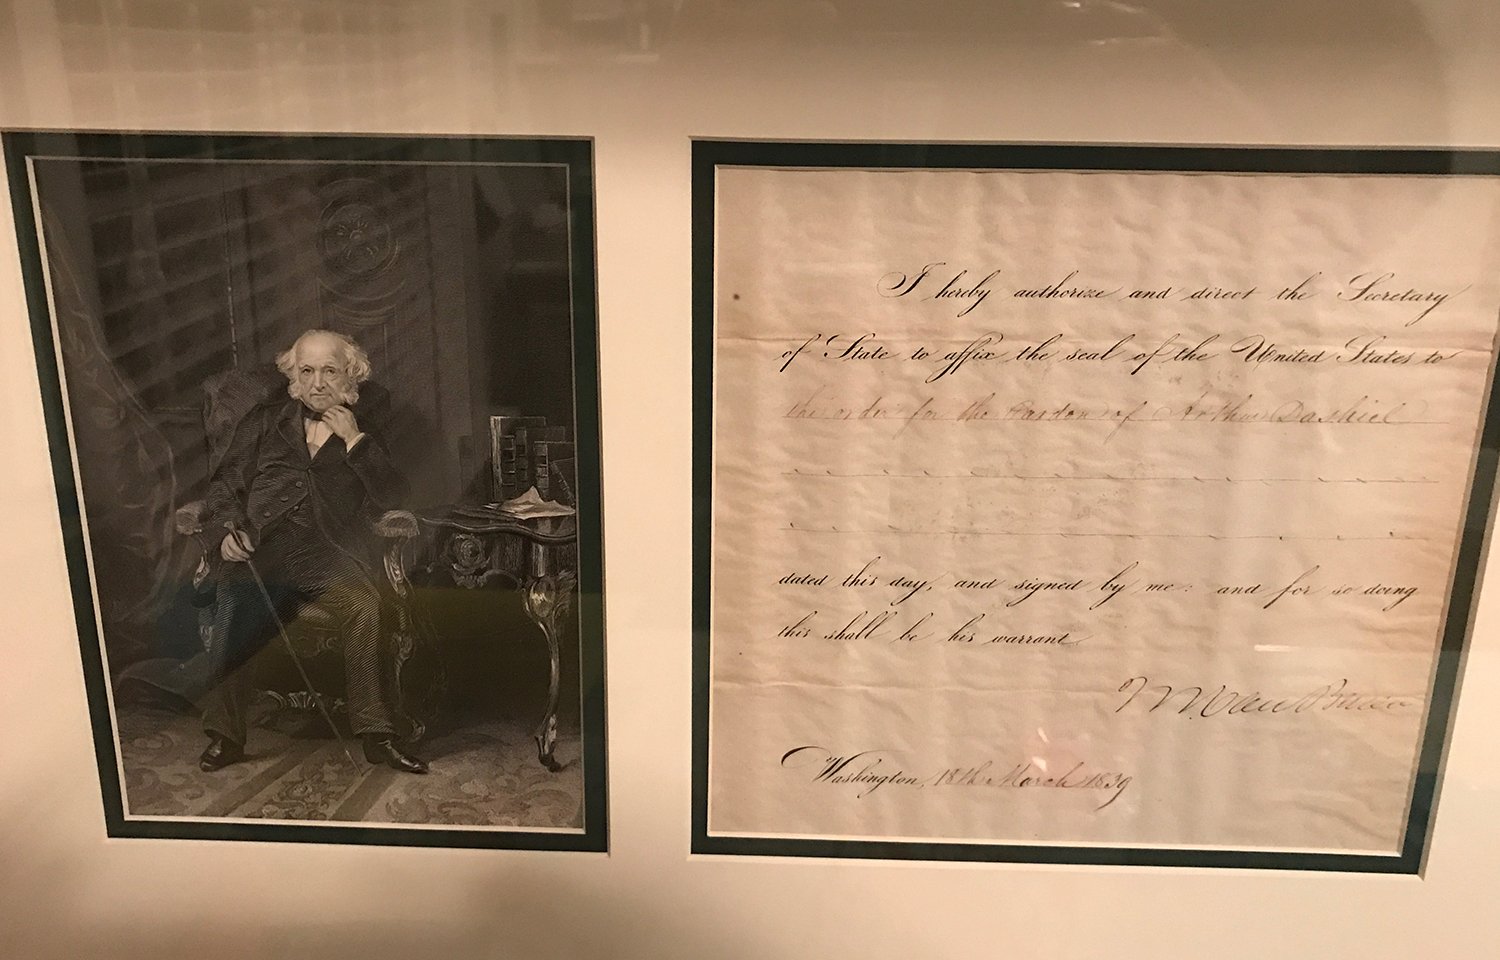 I hereby authorize and direct the Secretary
of State to affix the seal of the United States to
the order for the Pardon of Arthur Dashiel
dated this day, and signed by me: and for so doing
this shall be his warrant.
M Van Buren
Washington, 18th March 1839